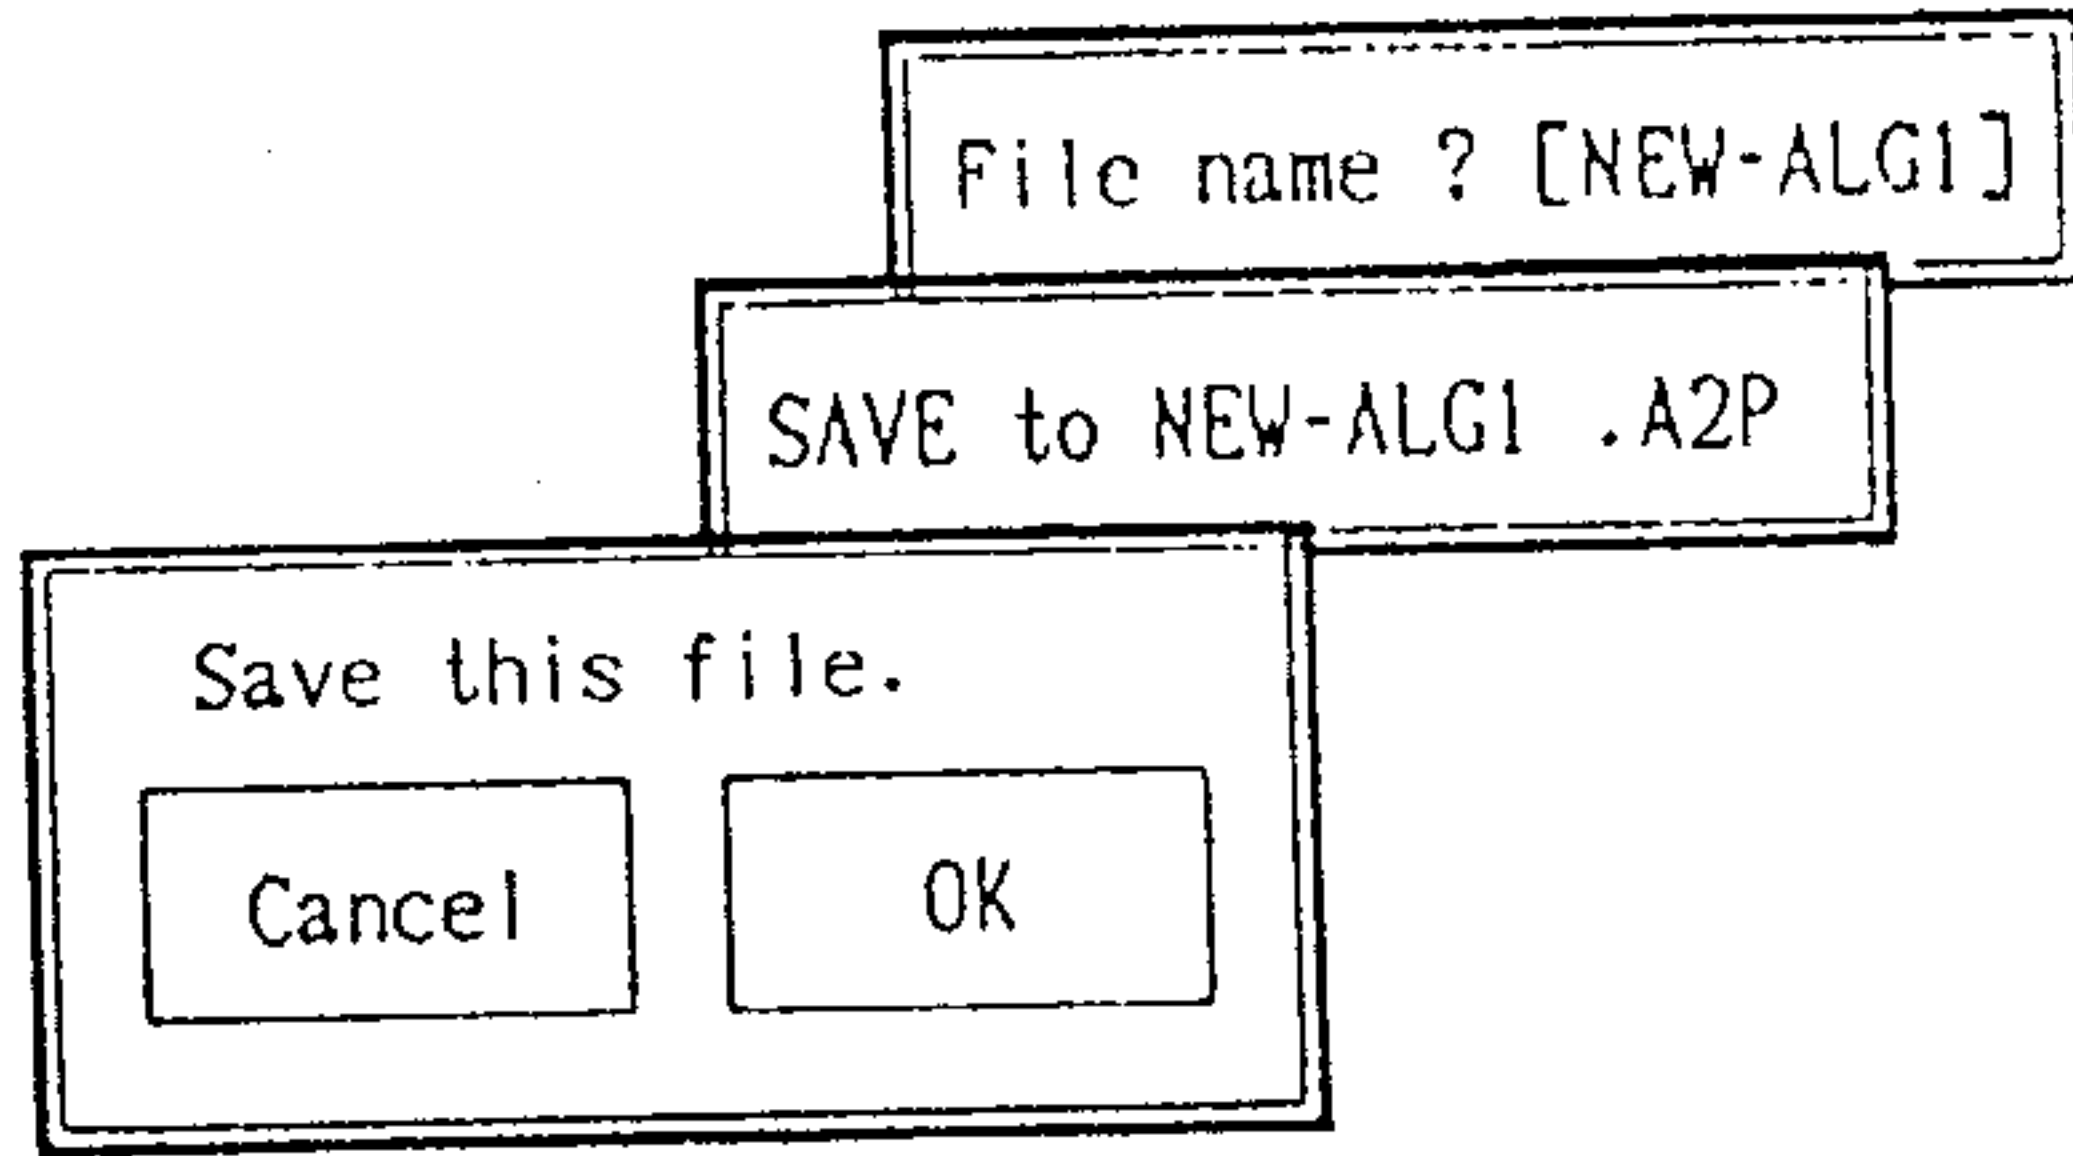 File name ? [NEW-ALG1]
SAVE to NEW-ALG1 .A2P
Save this file.
Cancel
OK